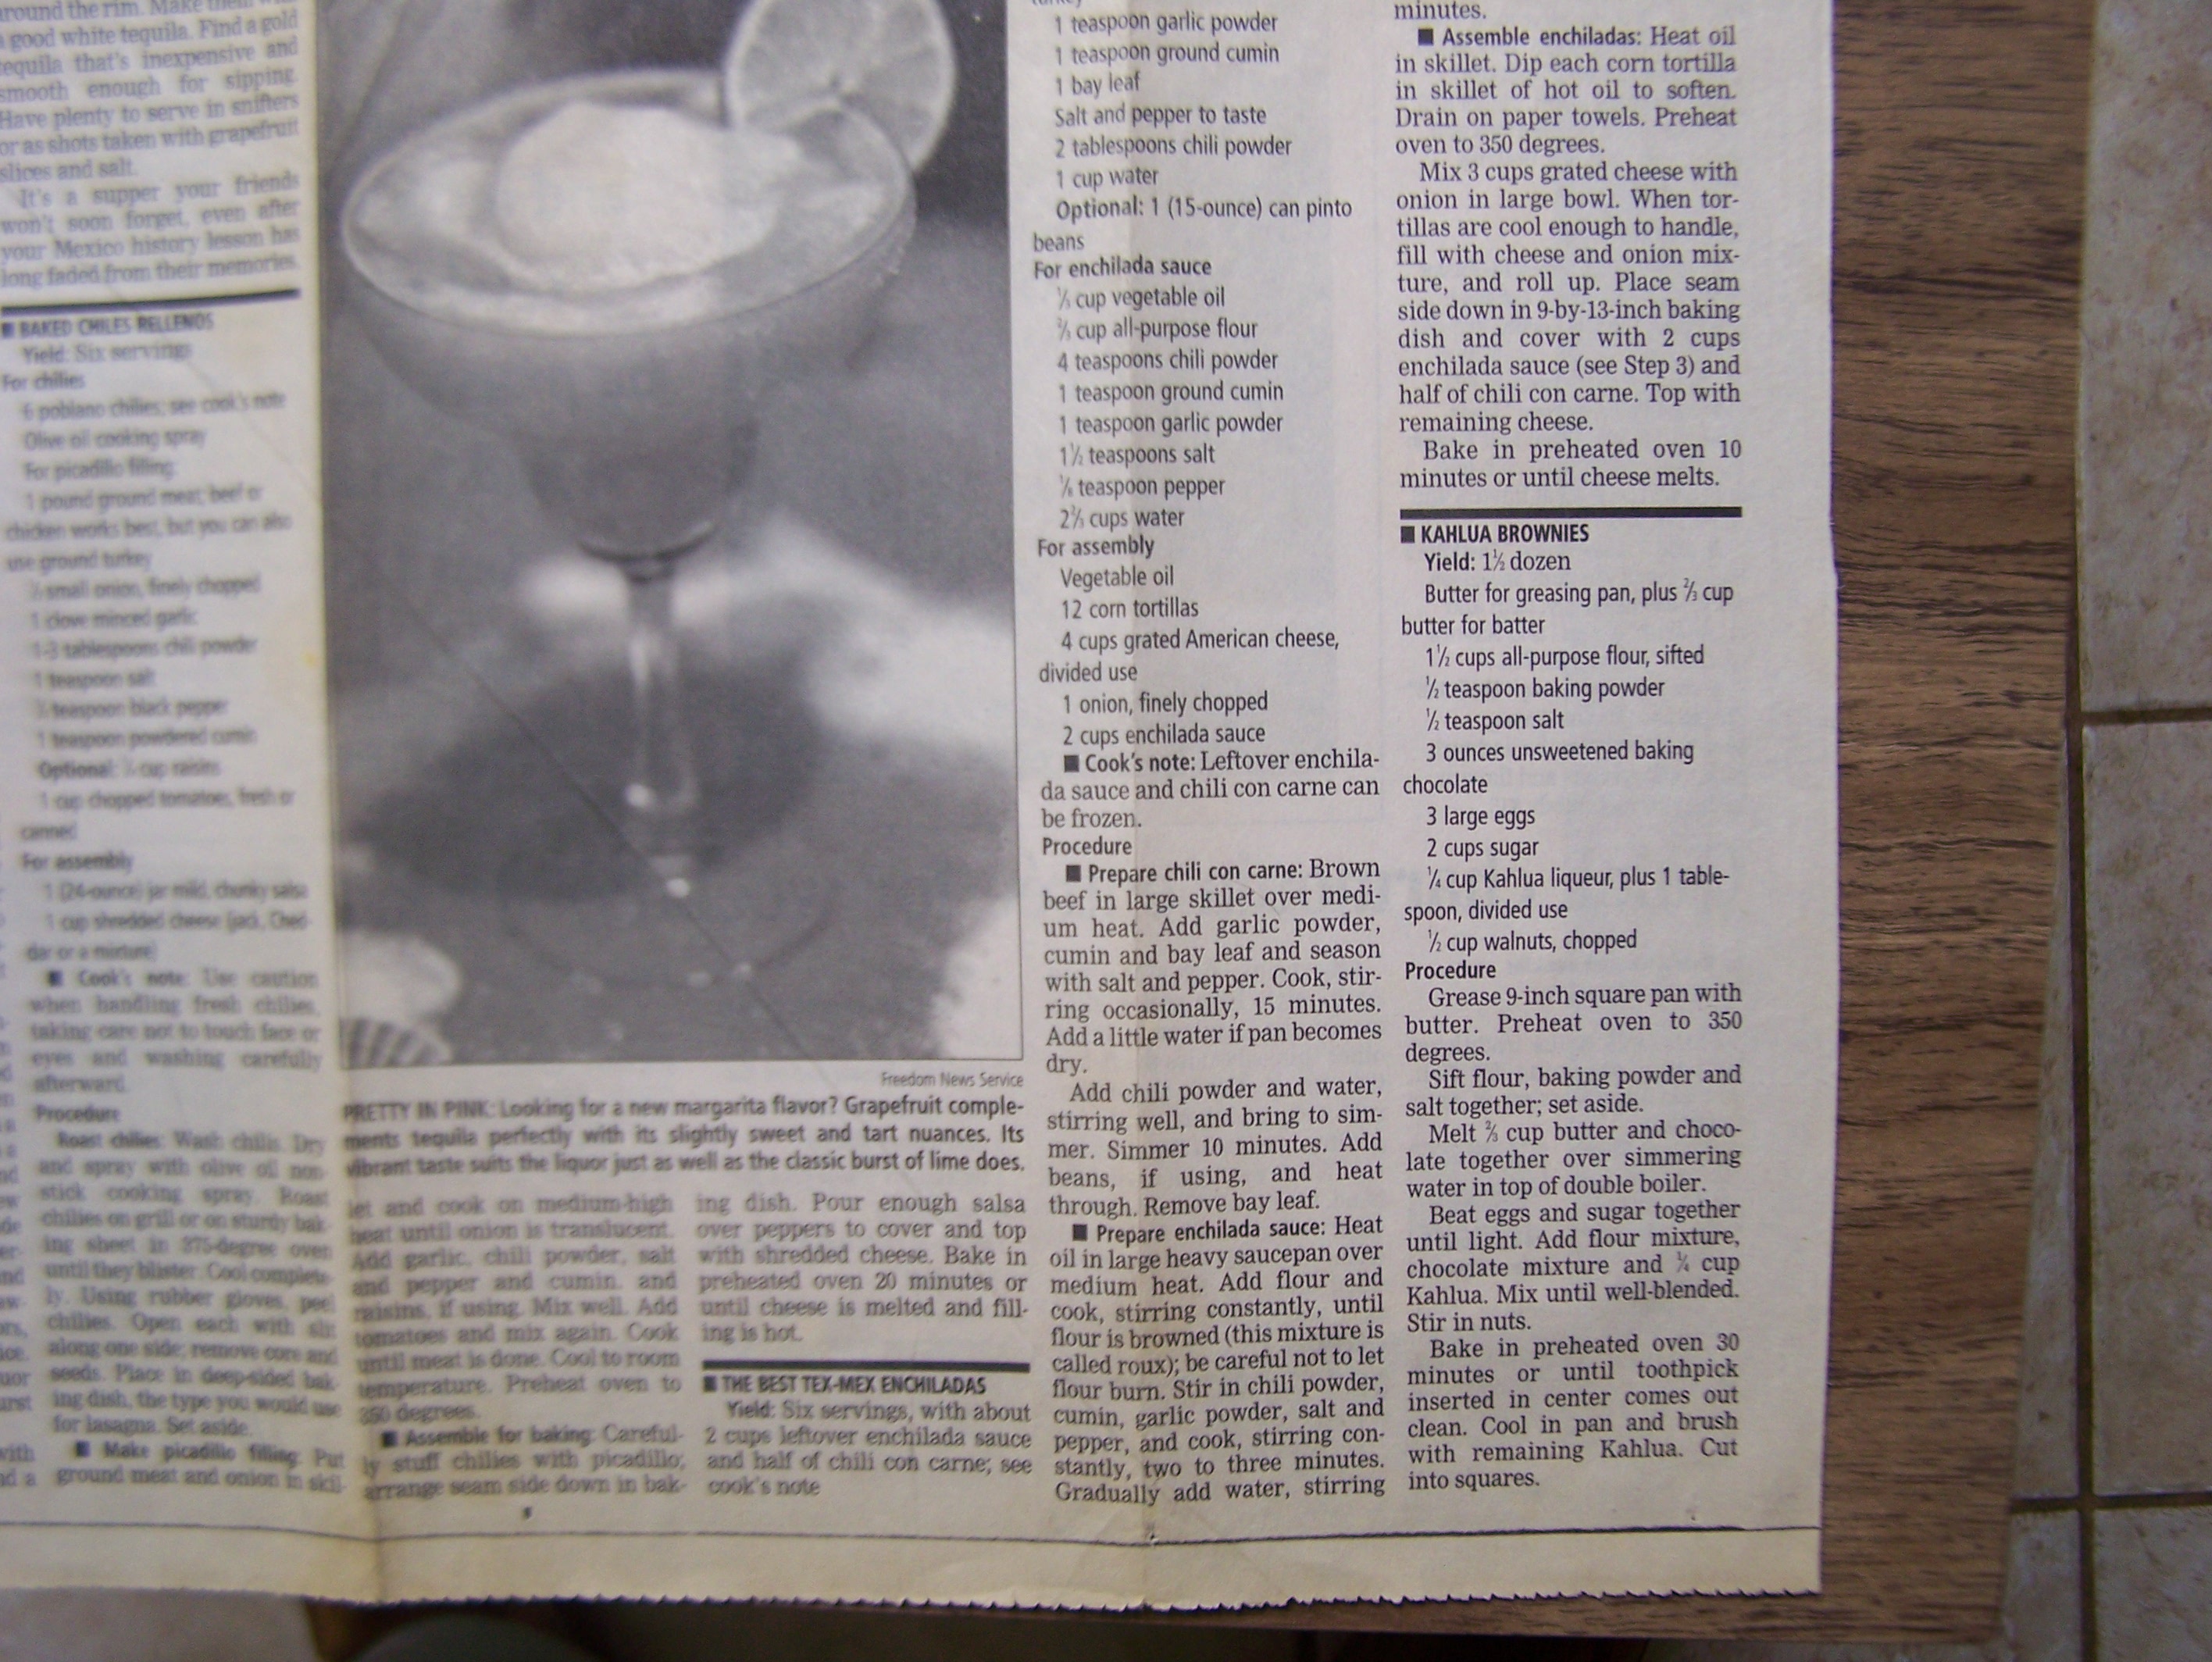 around the rim. Make them
good white tequila. Find a gold
tequila that's inexpensive and
smooth enough for sipping.
Have plenty to serve in snifters
or as shots taken with grapefruit
slices and salt.
It's a supper your friends
won't soon forget, even after
your Mexico history lesson has
long faded from their memories.
■ BAKED CHILES RELLENOS
Yield: Six servings
For chilies
6 poblano chilies; see cook's note
Olive oil cooking spray
For picadillo filling:
1 pound ground meat; beef or
chicken works best, but you can also
use ground turkey
small onion, finely chopped
1 clove minced garlic
1-3 tablespoons chili powder
1 teaspoon salt
teaspoon black pepper
1 teaspoon powdered cumin
Optional: cup raisins
1 cup chopped tomatoes, fresh or
canned
For assembly
1 (24-ounce) jar mild, chunky salsa
1 cup shredded cheese (jack, Ched-
dar or a mixture)
■ Cook's note: Use caution
when handling fresh chilies,
taking care not to touch face or
eyes and washing carefully
afterward.
Procedure
Roast chilies: Wash chilis. Dry
and spray with olive oil non-
stick cooking spray. Roast
chilies on grill or on sturdy bak-
ing sheet in 375-degree oven
until they blister. Cool complete-
ly. Using rubber gloves, peel
chilies. Open each with slit
along one side; remove core and
seeds. Place in deep-sided bak-
ing dish, the type you would use
for lasagna. Set aside.
■ Make picadillo filling: Put
ground meat and onion in skil-
Freedom News Service
PRETTY IN PINK: Looking for a new margarita flavor? Grapefruit comple-
ments tequila perfectly with its slightly sweet and tart nuances. Its
vibrant taste suits the liquor just as well as the classic burst of lime does.
let and cook on medium-high
heat until onion is translucent.
Add garlic, chili powder, salt
and pepper and cumin, and
raisins, if using. Mix well. Add
tomatoes and mix again. Cook
until meat is done. Cool to room
temperature. Preheat oven to
350 degrees.
■ Assemble for baking: Careful-
ly stuff chilies with picadillo;
arrange seam side down in bak-
ing dish. Pour enough salsa
over peppers to cover and top
with shredded cheese. Bake in
preheated oven 20 minutes or
until cheese is melted and fill-
ing is hot.
■ THE BEST TEX-MEX ENCHILADAS
Yield: Six servings, with about
2 cups leftover enchilada sauce
and half of chili con carne; see
cook's note
1 teaspoon garlic powder
1 teaspoon ground cumin
1 bay leaf
Salt and pepper to taste
2 tablespoons chili powder
1 cup water
Optional: 1 (15-ounce) can pinto
beans
For enchilada sauce
⅓ cup vegetable oil
⅔ cup all-purpose flour
4 teaspoons chili powder
1 teaspoon ground cumin
1 teaspoon garlic powder
1½ teaspoons salt
teaspoon pepper
2⅔ cups water
For assembly
Vegetable oil
12 corn tortillas
4 cups grated American cheese,
divided use
1 onion, finely chopped
2 cups enchilada sauce
■ Cook's note: Leftover enchila-
da sauce and chili con carne can
be frozen.
Procedure
■ Prepare chili con carne: Brown
beef in large skillet over medi-
um heat. Add garlic powder,
cumin and bay leaf and season
with salt and pepper. Cook, stir-
ring occasionally, 15 minutes.
Add a little water if pan becomes
dry.
Add chili powder and water,
stirring well, and bring to sim-
mer. Simmer 10 minutes. Add
beans, if using, and heat
through. Remove bay leaf.
■ Prepare enchilada sauce: Heat
oil in large heavy saucepan over
medium heat. Add flour and
cook, stirring constantly, until
flour is browned (this mixture is
called roux); be careful not to let
flour burn. Stir in chili powder,
cumin, garlic powder, salt and
pepper, and cook, stirring con-
stantly, two to three minutes.
Gradually add water, stirring
minutes.
■ Assemble enchiladas: Heat oil
in skillet. Dip each corn tortilla
in skillet of hot oil to soften.
Drain on paper towels. Preheat
oven to 350 degrees.
Mix 3 cups grated cheese with
onion in large bowl. When tor-
tillas are cool enough to handle,
fill with cheese and onion mix-
ture, and roll up. Place seam
side down in 9-by-13-inch baking
dish and cover with 2 cups
enchilada sauce (see Step 3) and
half of chili con carne. Top with
remaining cheese.
Bake in preheated oven 10
minutes or until cheese melts.
■ KAHLUA BROWNIES
Yield: 1½ dozen
Butter for greasing pan, plus ⅔ cup
butter for batter
1½ cups all-purpose flour, sifted
½ teaspoon baking powder
½ teaspoon salt
3 ounces unsweetened baking
chocolate
3 large eggs
2 cups sugar
¼ cup Kahlua liqueur, plus 1 table-
spoon, divided use
½ cup walnuts, chopped
Procedure
Grease 9-inch square pan with
butter. Preheat oven to 350
degrees.
Sift flour, baking powder and
salt together; set aside.
Melt ⅔ cup butter and choco-
late together over simmering
water in top of double boiler.
Beat eggs and sugar together
until light. Add flour mixture,
chocolate mixture and ¼ cup
Kahlua. Mix until well-blended.
Stir in nuts.
Bake in preheated oven 30
minutes or until toothpick
inserted in center comes out
clean. Cool in pan and brush
with remaining Kahlua. Cut
into squares.